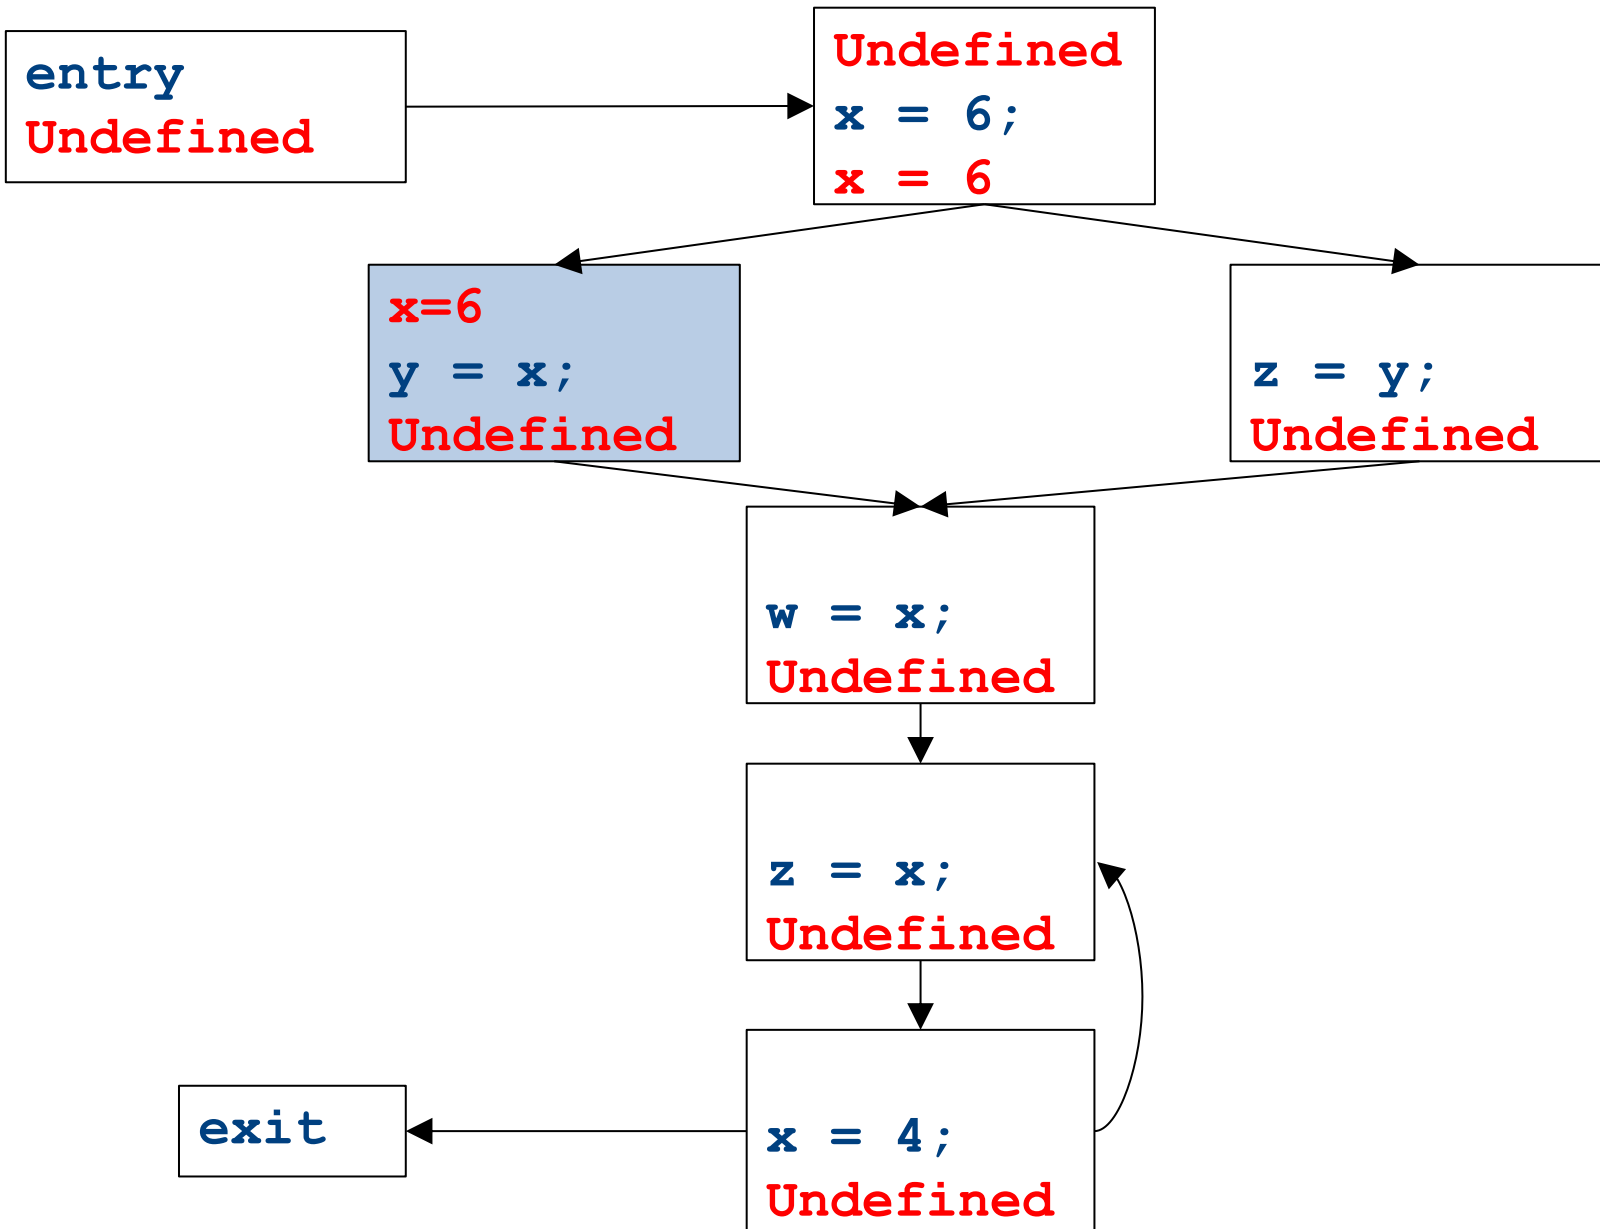 entry
Undefined
Undefined
x = 6;
x = 6
x=6
y = x;
Undefined
z = y;
Undefined
w = x;
Undefined
z = x;
Undefined
exit
x = 4;
Undefined